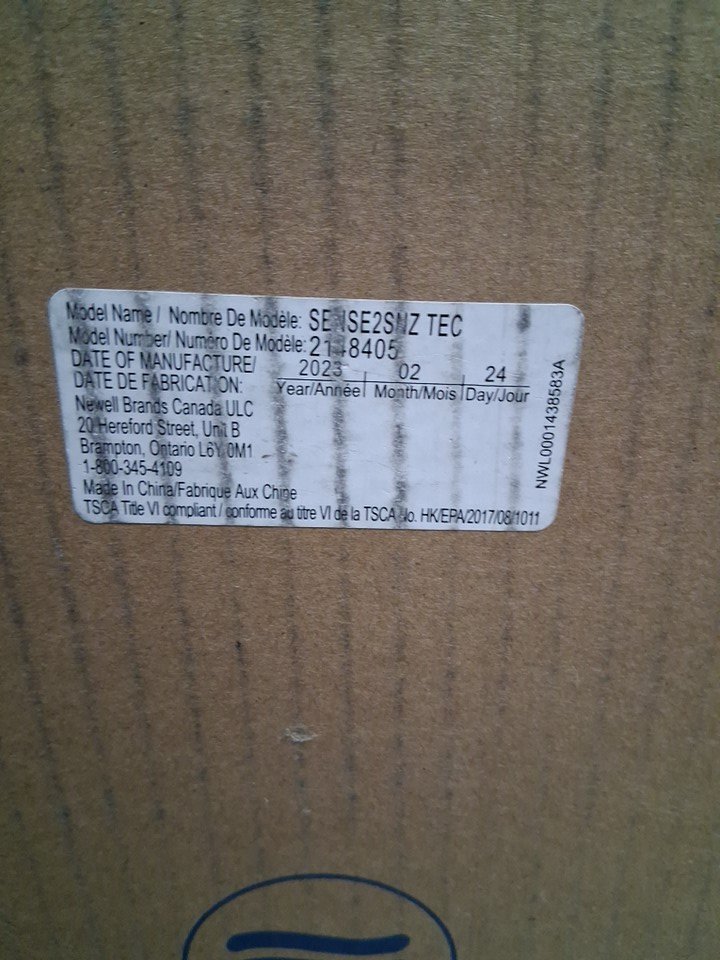 Model Name / Nombre De Modèle: SENSE2SNZ TEC
Model Number/ Numéro De Modèle: 2148405
DATE OF MANUFACTURE/
DATE DE FABRICATION:
2023 02 24
Year/Année Month/Mois Day/Jour
Newell Brands Canada ULC
20 Hereford Street, Unit B
Brampton, Ontario L6Y 0M1
1-800-345-4109
Made In China/Fabrique Aux Chine
TSCA Title VI compliant / conforme au titre VI de la TSCA No. HK/EPA/2017/08/1011
NWL0001438583A